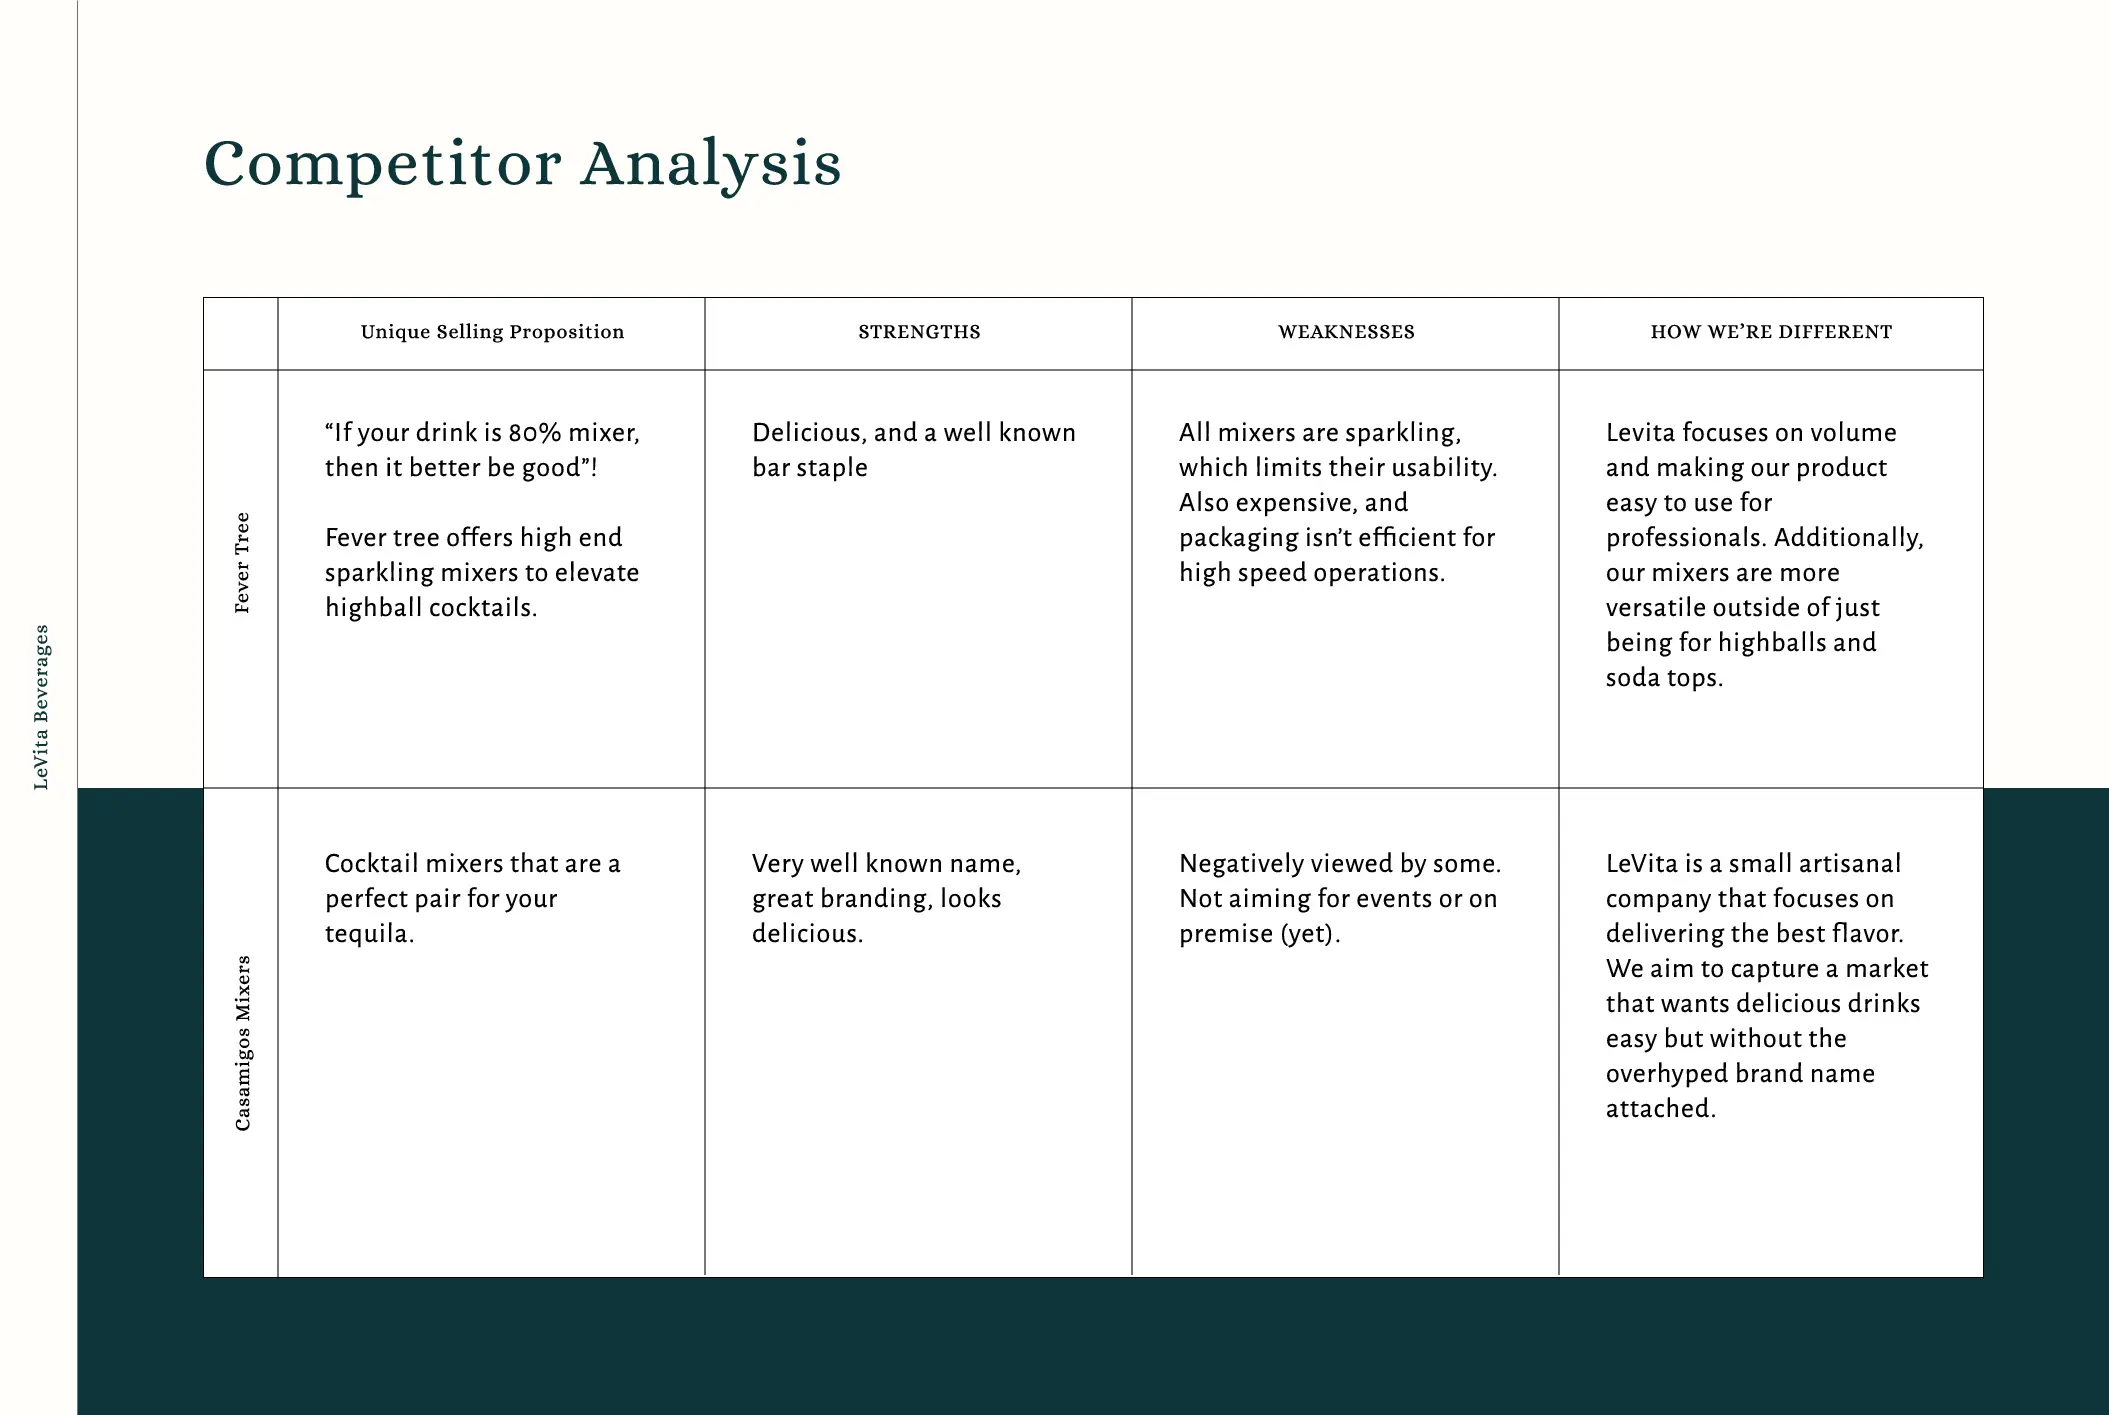 Competitor Analysis
Unique Selling Proposition
STRENGTHS
WEAKNESSES
HOW WE’RE DIFFERENT
Fever Tree
“If your drink is 80% mixer,
then it better be good”!
Fever tree offers high end
sparkling mixers to elevate
highball cocktails.
Delicious, and a well known
bar staple
All mixers are sparkling,
which limits their usability.
Also expensive, and
packaging isn’t efficient for
high speed operations.
Levita focuses on volume
and making our product
easy to use for
professionals. Additionally,
our mixers are more
versatile outside of just
being for highballs and
soda tops.
Casamigos Mixers
Cocktail mixers that are a
perfect pair for your
tequila.
Very well known name,
great branding, looks
delicious.
Negatively viewed by some.
Not aiming for events or on
premise (yet).
LeVita is a small artisanal
company that focuses on
delivering the best flavor.
We aim to capture a market
that wants delicious drinks
easy but without the
overhyped brand name
attached.
LeVita Beverages